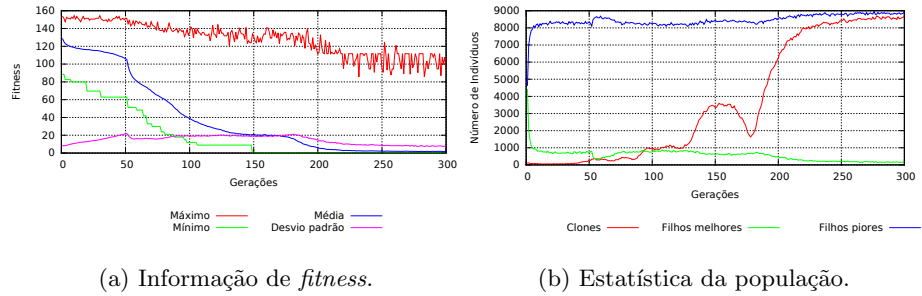 160
140
120
100
80
60
40
20
0
Fitness
0 50 100 150 200 250 300
Gerações
Máximo
Mínimo
Média
Desvio padrão
(a) Informação de fitness.
9000
8000
7000
6000
5000
4000
3000
2000
1000
0
Número de Indivíduos
0 50 100 150 200 250 300
Gerações
Clones
Filhos melhores
Filhos piores
(b) Estatística da população.